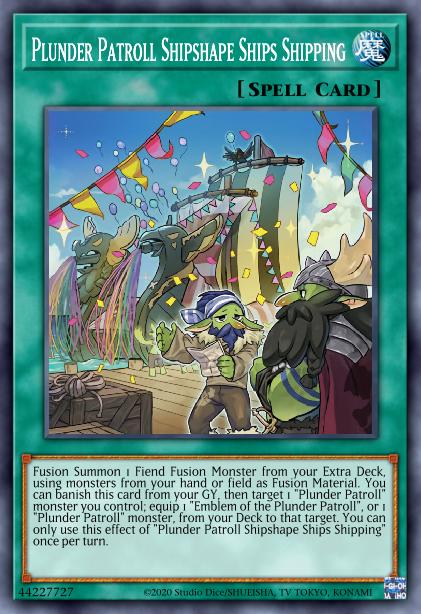 Plunder Patroll Shipshape Ships Shipping
SPELL
魔
[ Spell Card ]
Fusion Summon 1 Fiend Fusion Monster from your Extra Deck,
using monsters from your hand or field as Fusion Material. You
can banish this card from your GY, then target 1 "Plunder Patroll"
monster you control; equip 1 "Emblem of the Plunder Patroll", or 1
"Plunder Patroll" monster, from your Deck to that target. You can
only use this effect of "Plunder Patroll Shipshape Ships Shipping"
once per turn.
44227727
©2020 Studio Dice/SHUEISHA, TV TOKYO, KONAMI